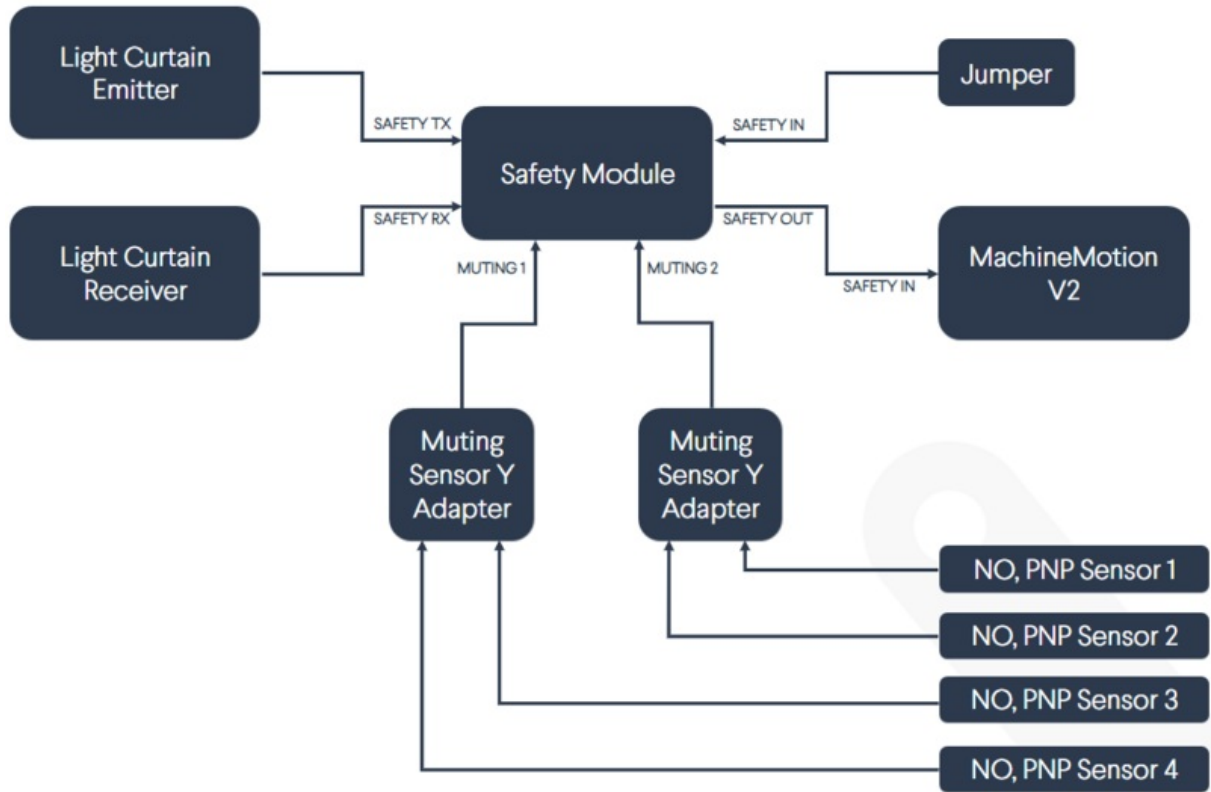 Light Curtain
Emitter
Jumper
SAFETY TX
SAFETY IN
Safety Module
Light Curtain
Receiver
SAFETY RX
SAFETY OUT
MachineMotion
V2
SAFETY IN
MUTING 1
MUTING 2
Muting
Sensor Y
Adapter
Muting
Sensor Y
Adapter
NO, PNP Sensor 1
NO, PNP Sensor 2
NO, PNP Sensor 3
NO, PNP Sensor 4